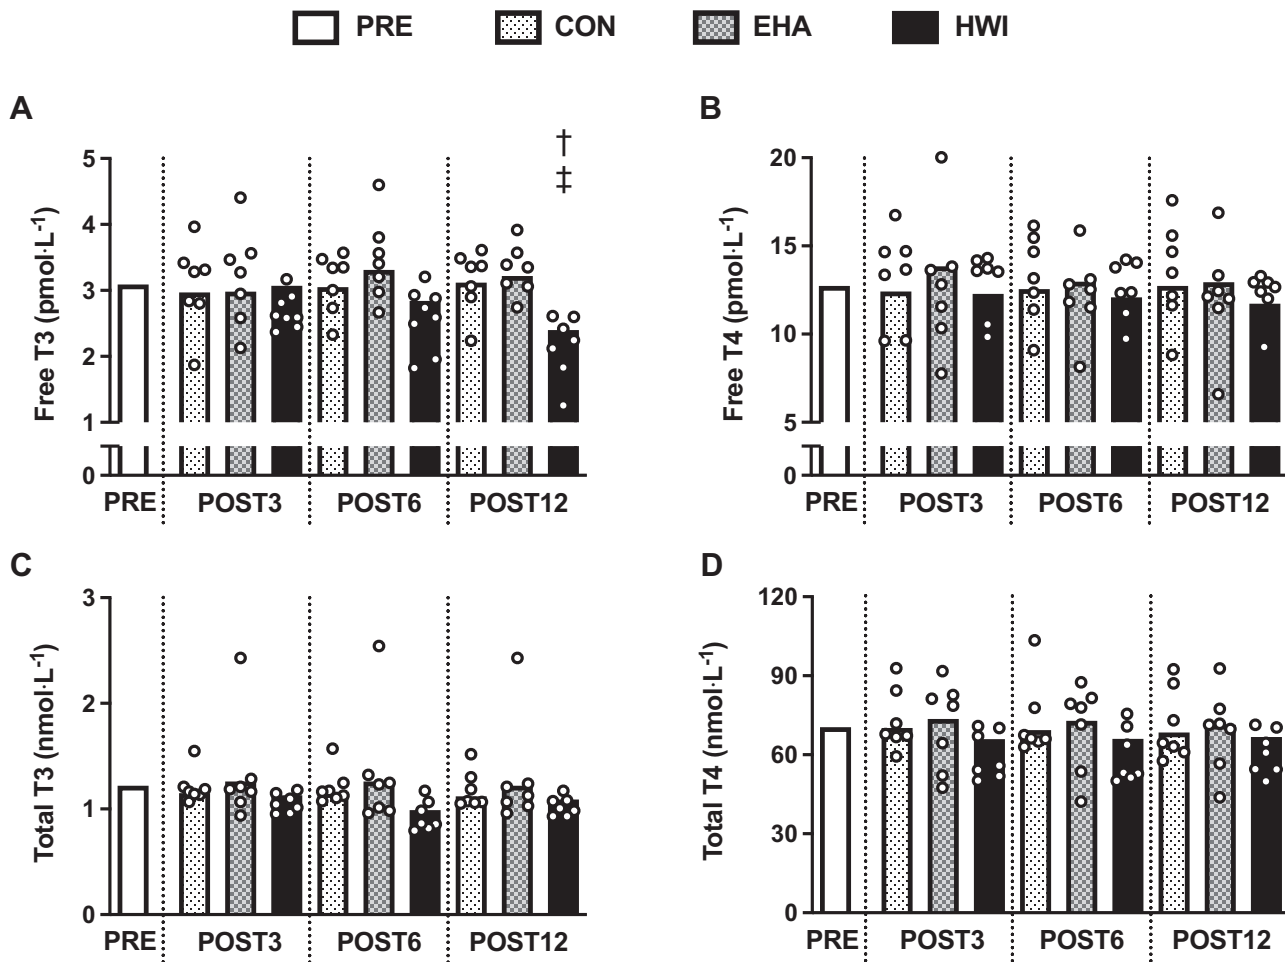 PRE CON EHA HWI
A
†
‡
5
4
3
2
1
0
Free T3 (pmol·L-1)
PRE POST3 POST6 POST12
B
20
15
10
5
0
Free T4 (pmol·L-1)
PRE POST3 POST6 POST12
C
3
2
1
0
Total T3 (nmol·L-1)
PRE POST3 POST6 POST12
D
120
90
60
30
0
Total T4 (nmol·L-1)
PRE POST3 POST6 POST12